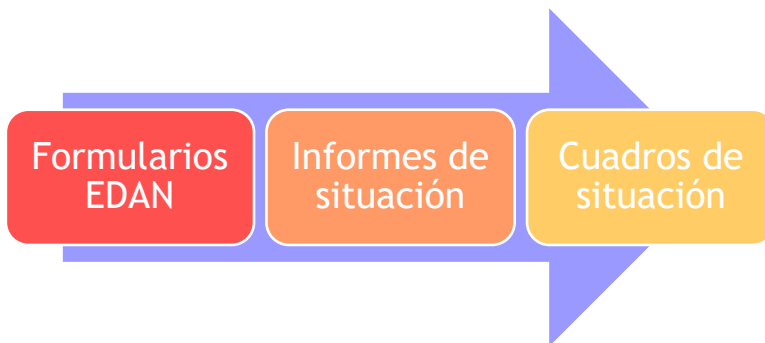 Formularios
EDAN
Informes de
situación
Cuadros de
situación